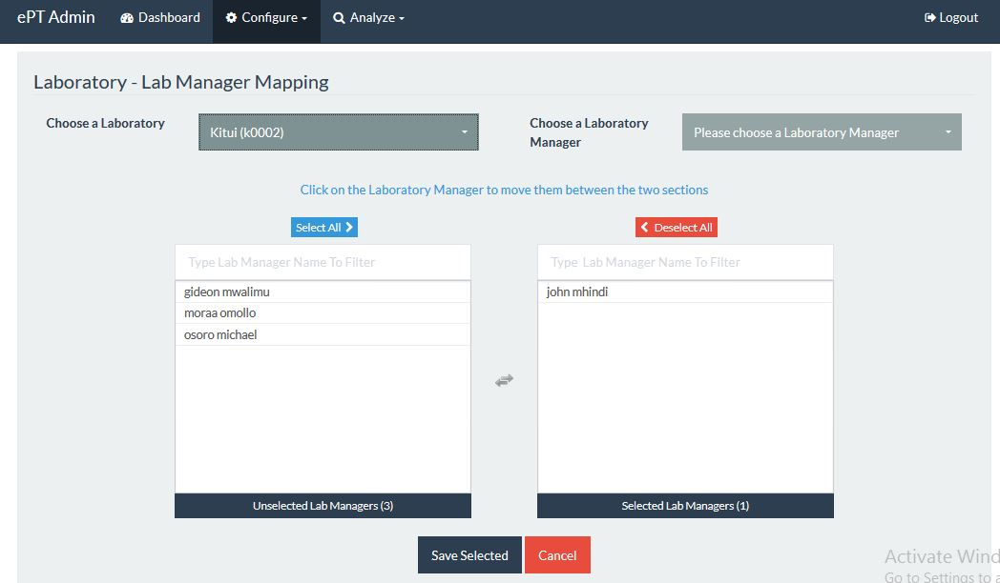 ePT Admin Dashboard Configure Analyze Logout
Laboratory - Lab Manager Mapping
Choose a Laboratory
Kitui (k0002)
Choose a Laboratory
Manager
Please choose a Laboratory Manager
Click on the Laboratory Manager to move them between the two sections
Select All
Deselect All
Type Lab Manager Name To Filter
Type Lab Manager Name To Filter
gideon mwalimu
moraa omollo
osoro michael
john mhindi
Unselected Lab Managers (3)
Selected Lab Managers (1)
Save Selected
Cancel
Activate Wind
Go to Settings to a